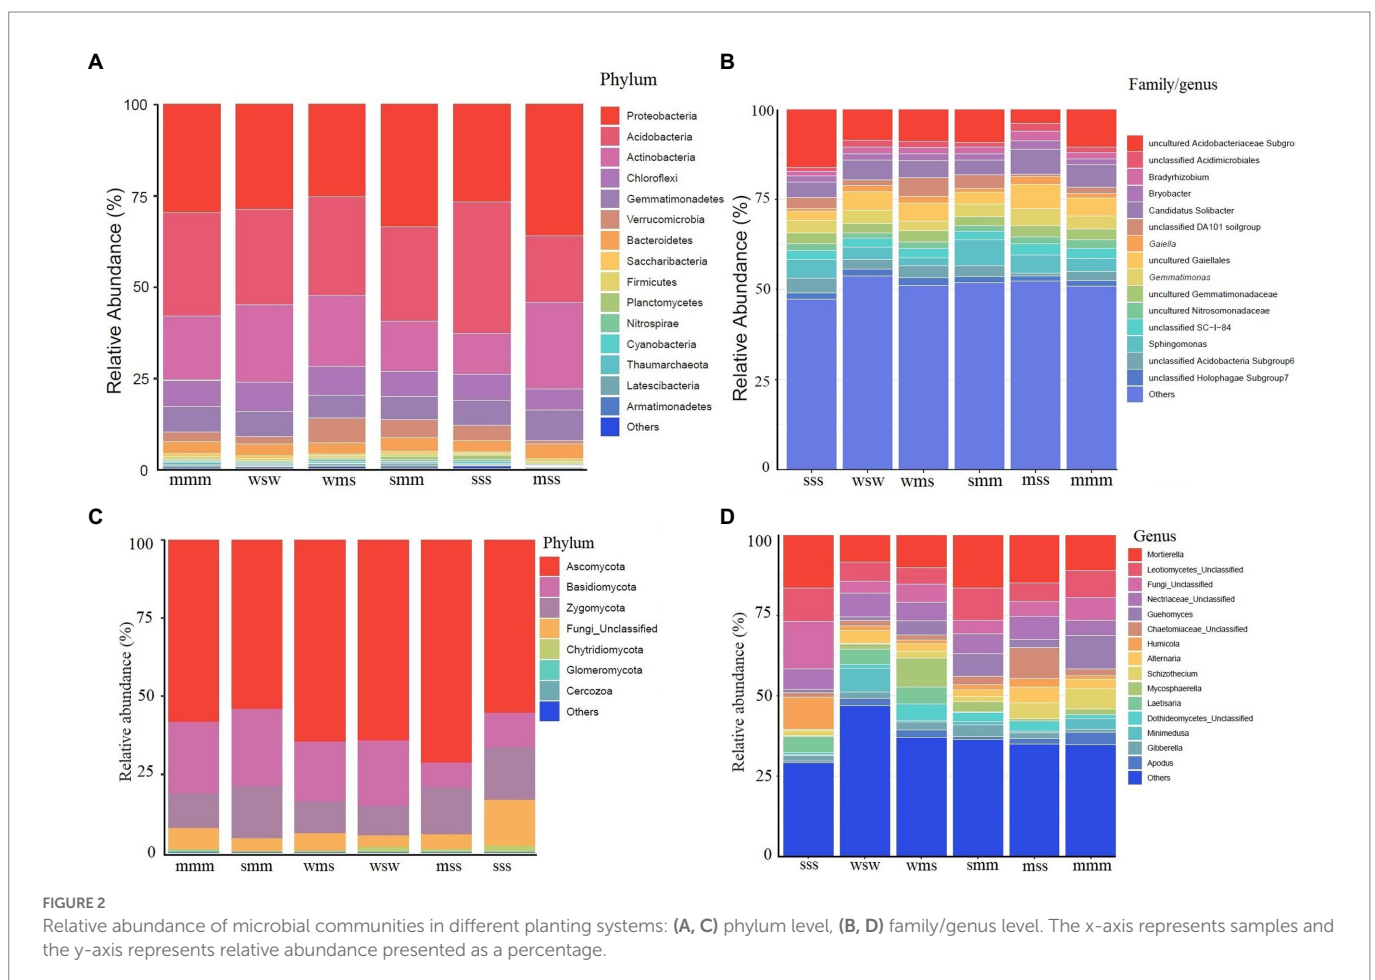 A
Phylum
100
75
50
25
0
Relative Abundance (%)
mmm wsw wms smm sss mss
Proteobacteria
Acidobacteria
Actinobacteria
Chloroflexi
Gemmatimonadetes
Verrucomicrobia
Bacteroidetes
Saccharibacteria
Firmicutes
Planctomycetes
Nitrospirae
Cyanobacteria
Thaumarchaeota
Latescibacteria
Armatimonadetes
Others
B
Family/genus
100
75
50
25
0
Relative Abundance (%)
sss wsw wms smm mss mmm
uncultured Acidobacteriaceae Subgro
unclassified Acidimicrobiales
Bradyrhizobium
Bryobacter
Candidatus Solibacter
unclassified DA101 soilgroup
Gaiella
uncultured Gaiellales
Gemmatimonas
uncultured Gemmatimonadaceae
uncultured Nitrosomonadaceae
unclassified SC-I-84
Sphingomonas
unclassified Acidobacteria Subgroup6
unclassified Holophagae Subgroup7
Others
C
Phylum
100
75
50
25
0
Relative abundance (%)
mmm smm wms wsw mss sss
Ascomycota
Basidiomycota
Zygomycota
Fungi_Unclassified
Chytridiomycota
Glomeromycota
Cercozoa
Others
D
Genus
100
75
50
25
0
Relative abundance (%)
sss wsw wms smm mss mmm
Mortierella
Leotiomycetes_Unclassified
Fungi_Unclassified
Nectriaceae_Unclassified
Guehomyces
Chaetomiaceae_Unclassified
Humicola
Alternaria
Schizothecium
Mycosphaerella
Laetisaria
Dothideomycetes_Unclassified
Minimedusa
Gibberella
Apodus
Others
FIGURE 2
Relative abundance of microbial communities in different planting systems: (A, C) phylum level, (B, D) family/genus level. The x-axis represents samples and
the y-axis represents relative abundance presented as a percentage.